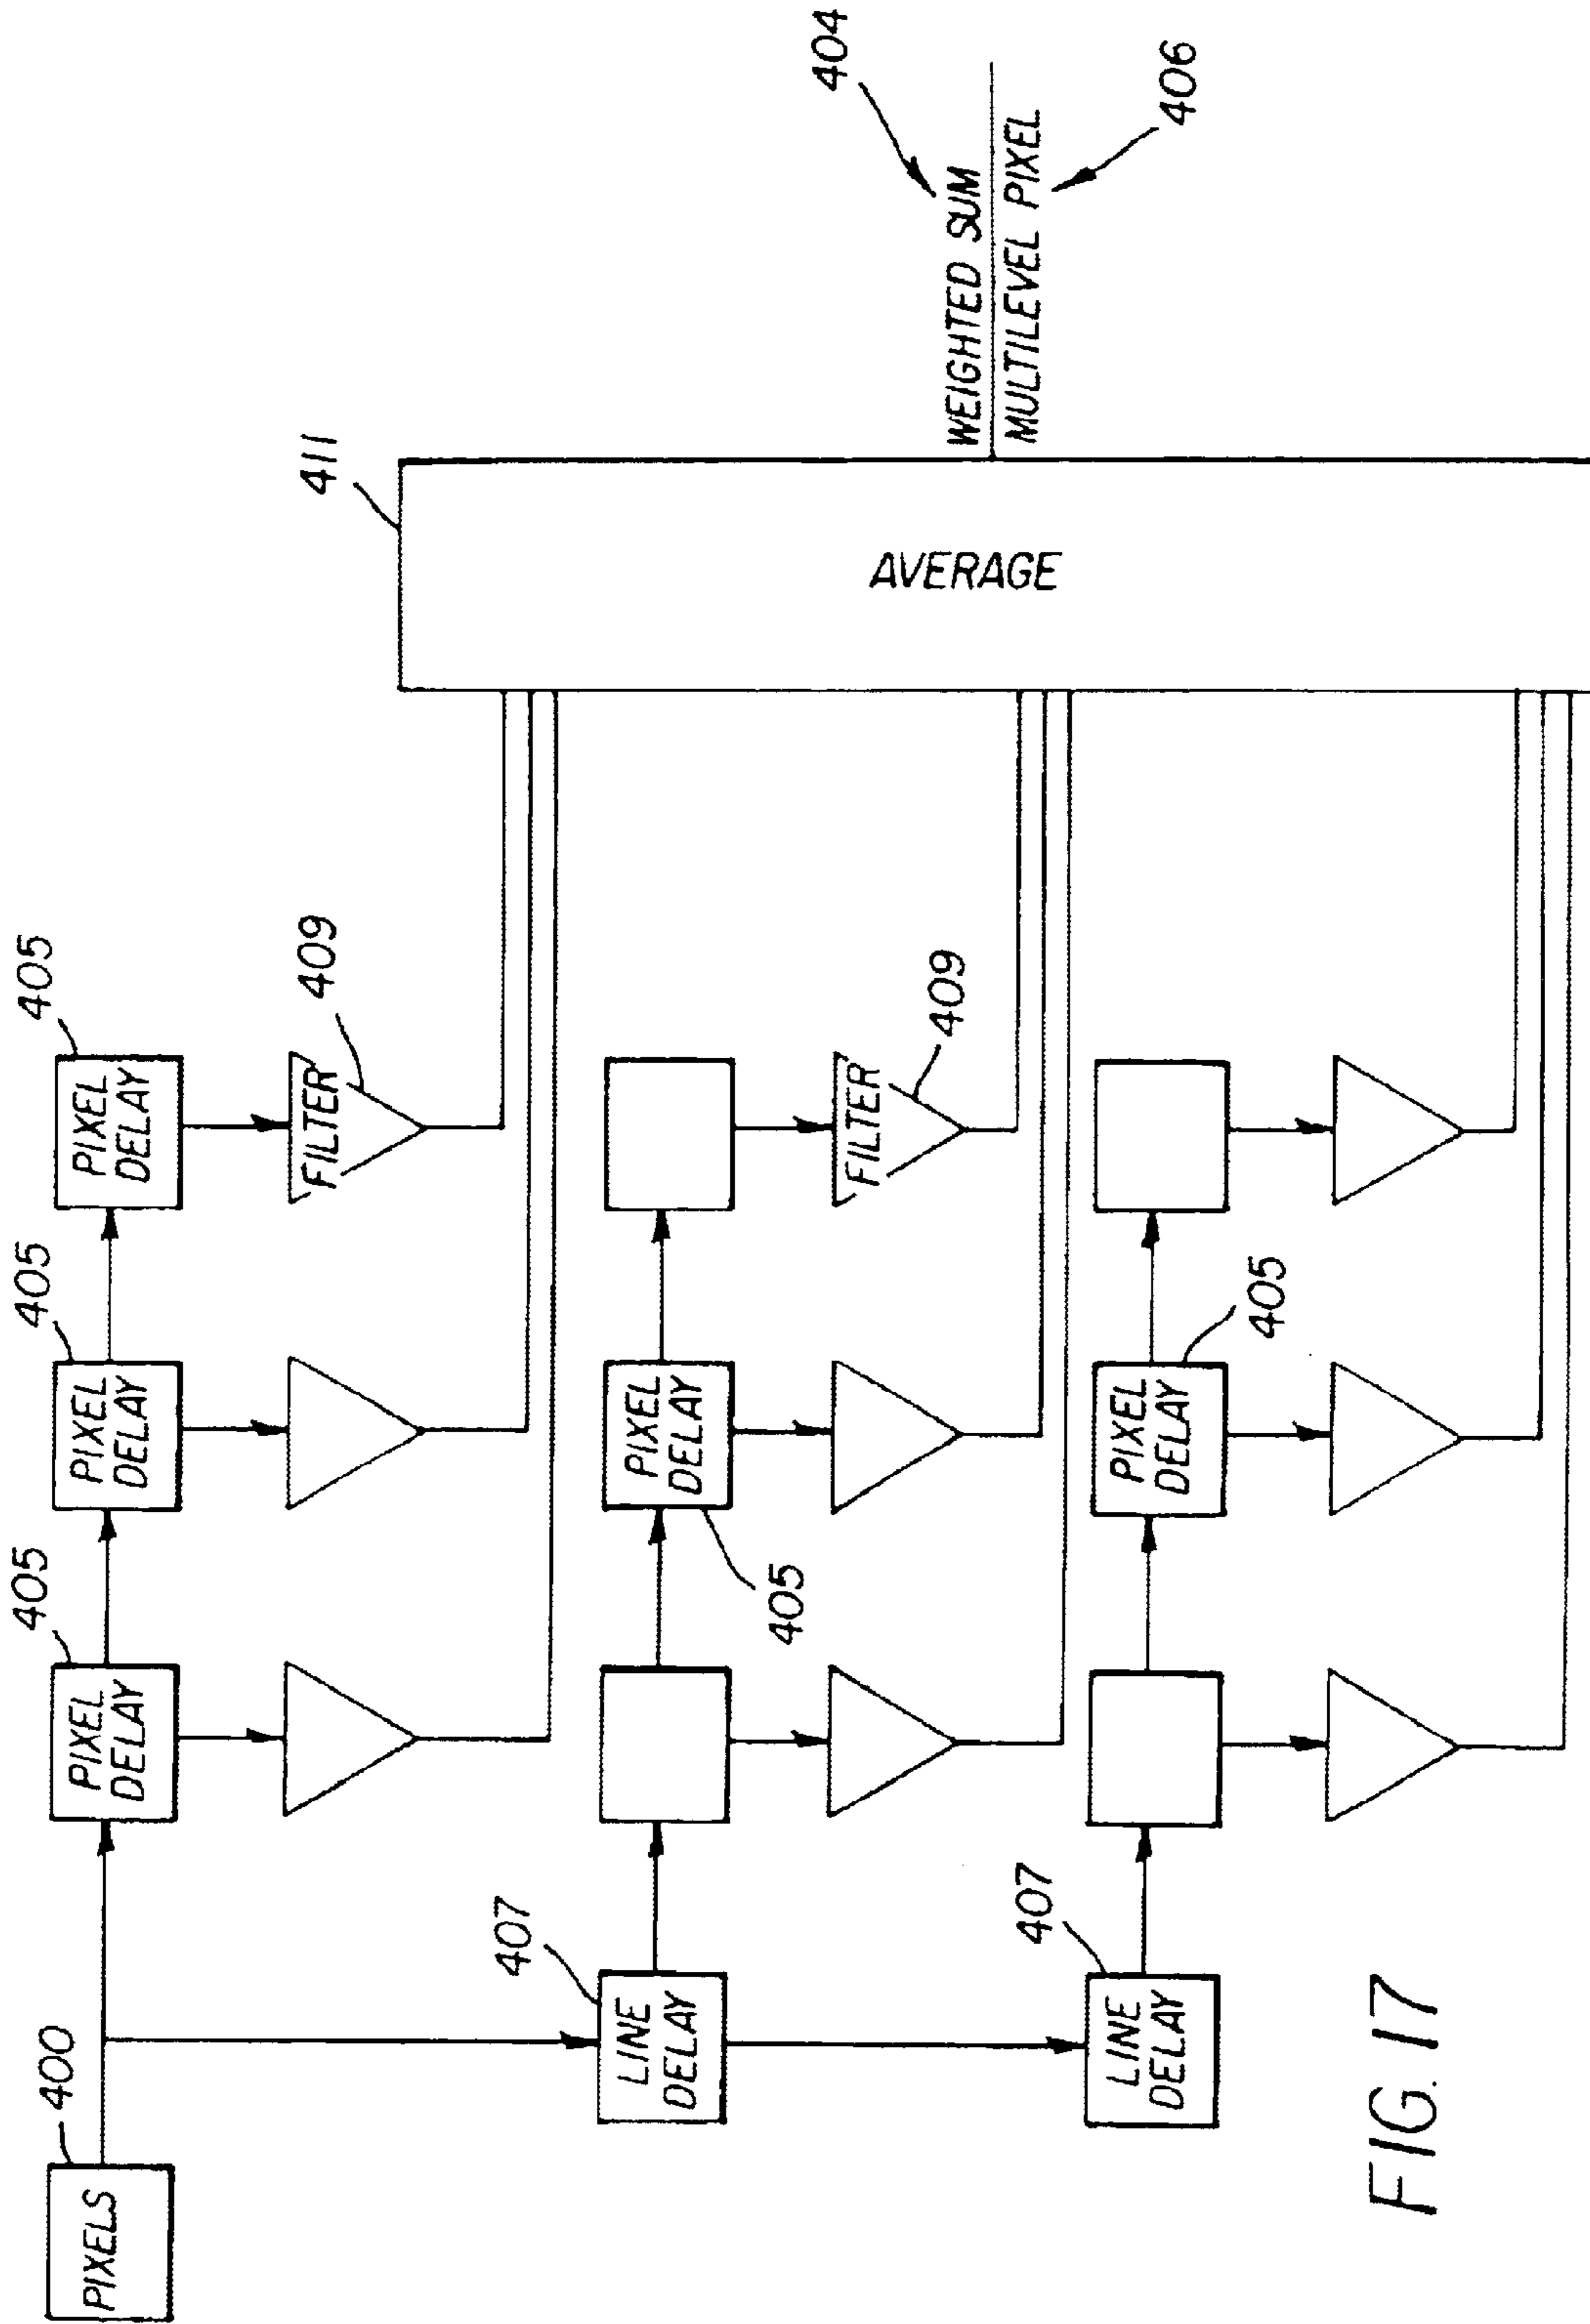 400
PIXELS
405
PIXEL
DELAY
405
PIXEL
DELAY
405
PIXEL
DELAY
FILTER
409
411
AVERAGE
404
WEIGHTED SUM
MULTILEVEL PIXEL
406
407
LINE
DELAY
PIXEL
DELAY
405
FILTER
409
407
LINE
DELAY
PIXEL
DELAY
405
FIG. 17